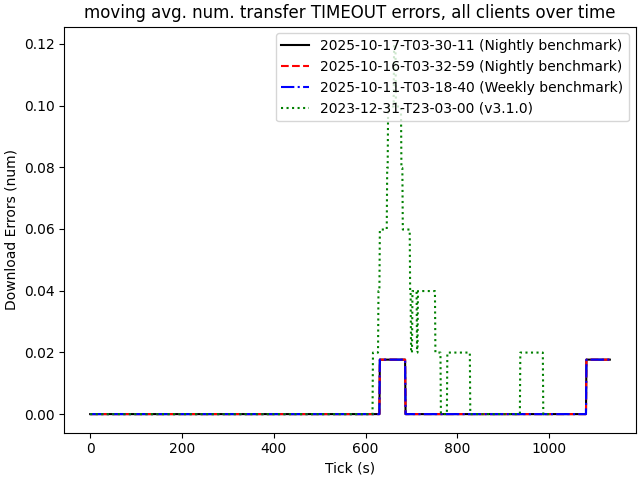 moving avg. num. transfer TIMEOUT errors, all clients over time
2025-10-17-T03-30-11 (Nightly benchmark)
2025-10-16-T03-32-59 (Nightly benchmark)
2025-10-11-T03-18-40 (Weekly benchmark)
2023-12-31-T23-03-00 (v3.1.0)
Download Errors (num)
0.12
0.10
0.08
0.06
0.04
0.02
0.00
0 200 400 600 800 1000
Tick (s)